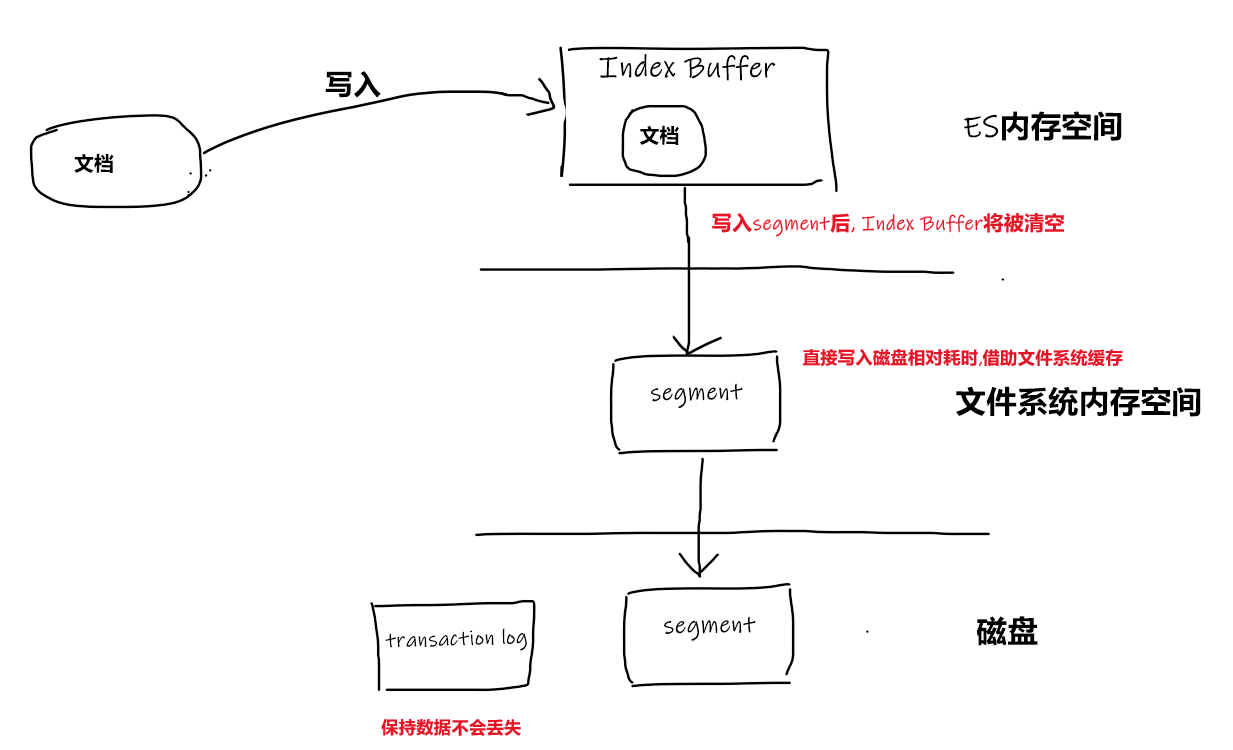 写入
Index Buffer
文档
文档
ES内存空间
写入segment后, Index Buffer将被清空
直接写入磁盘相对耗时,借助文件系统缓存
segment
文件系统内存空间
transaction log
segment
磁盘
保持数据不会丢失